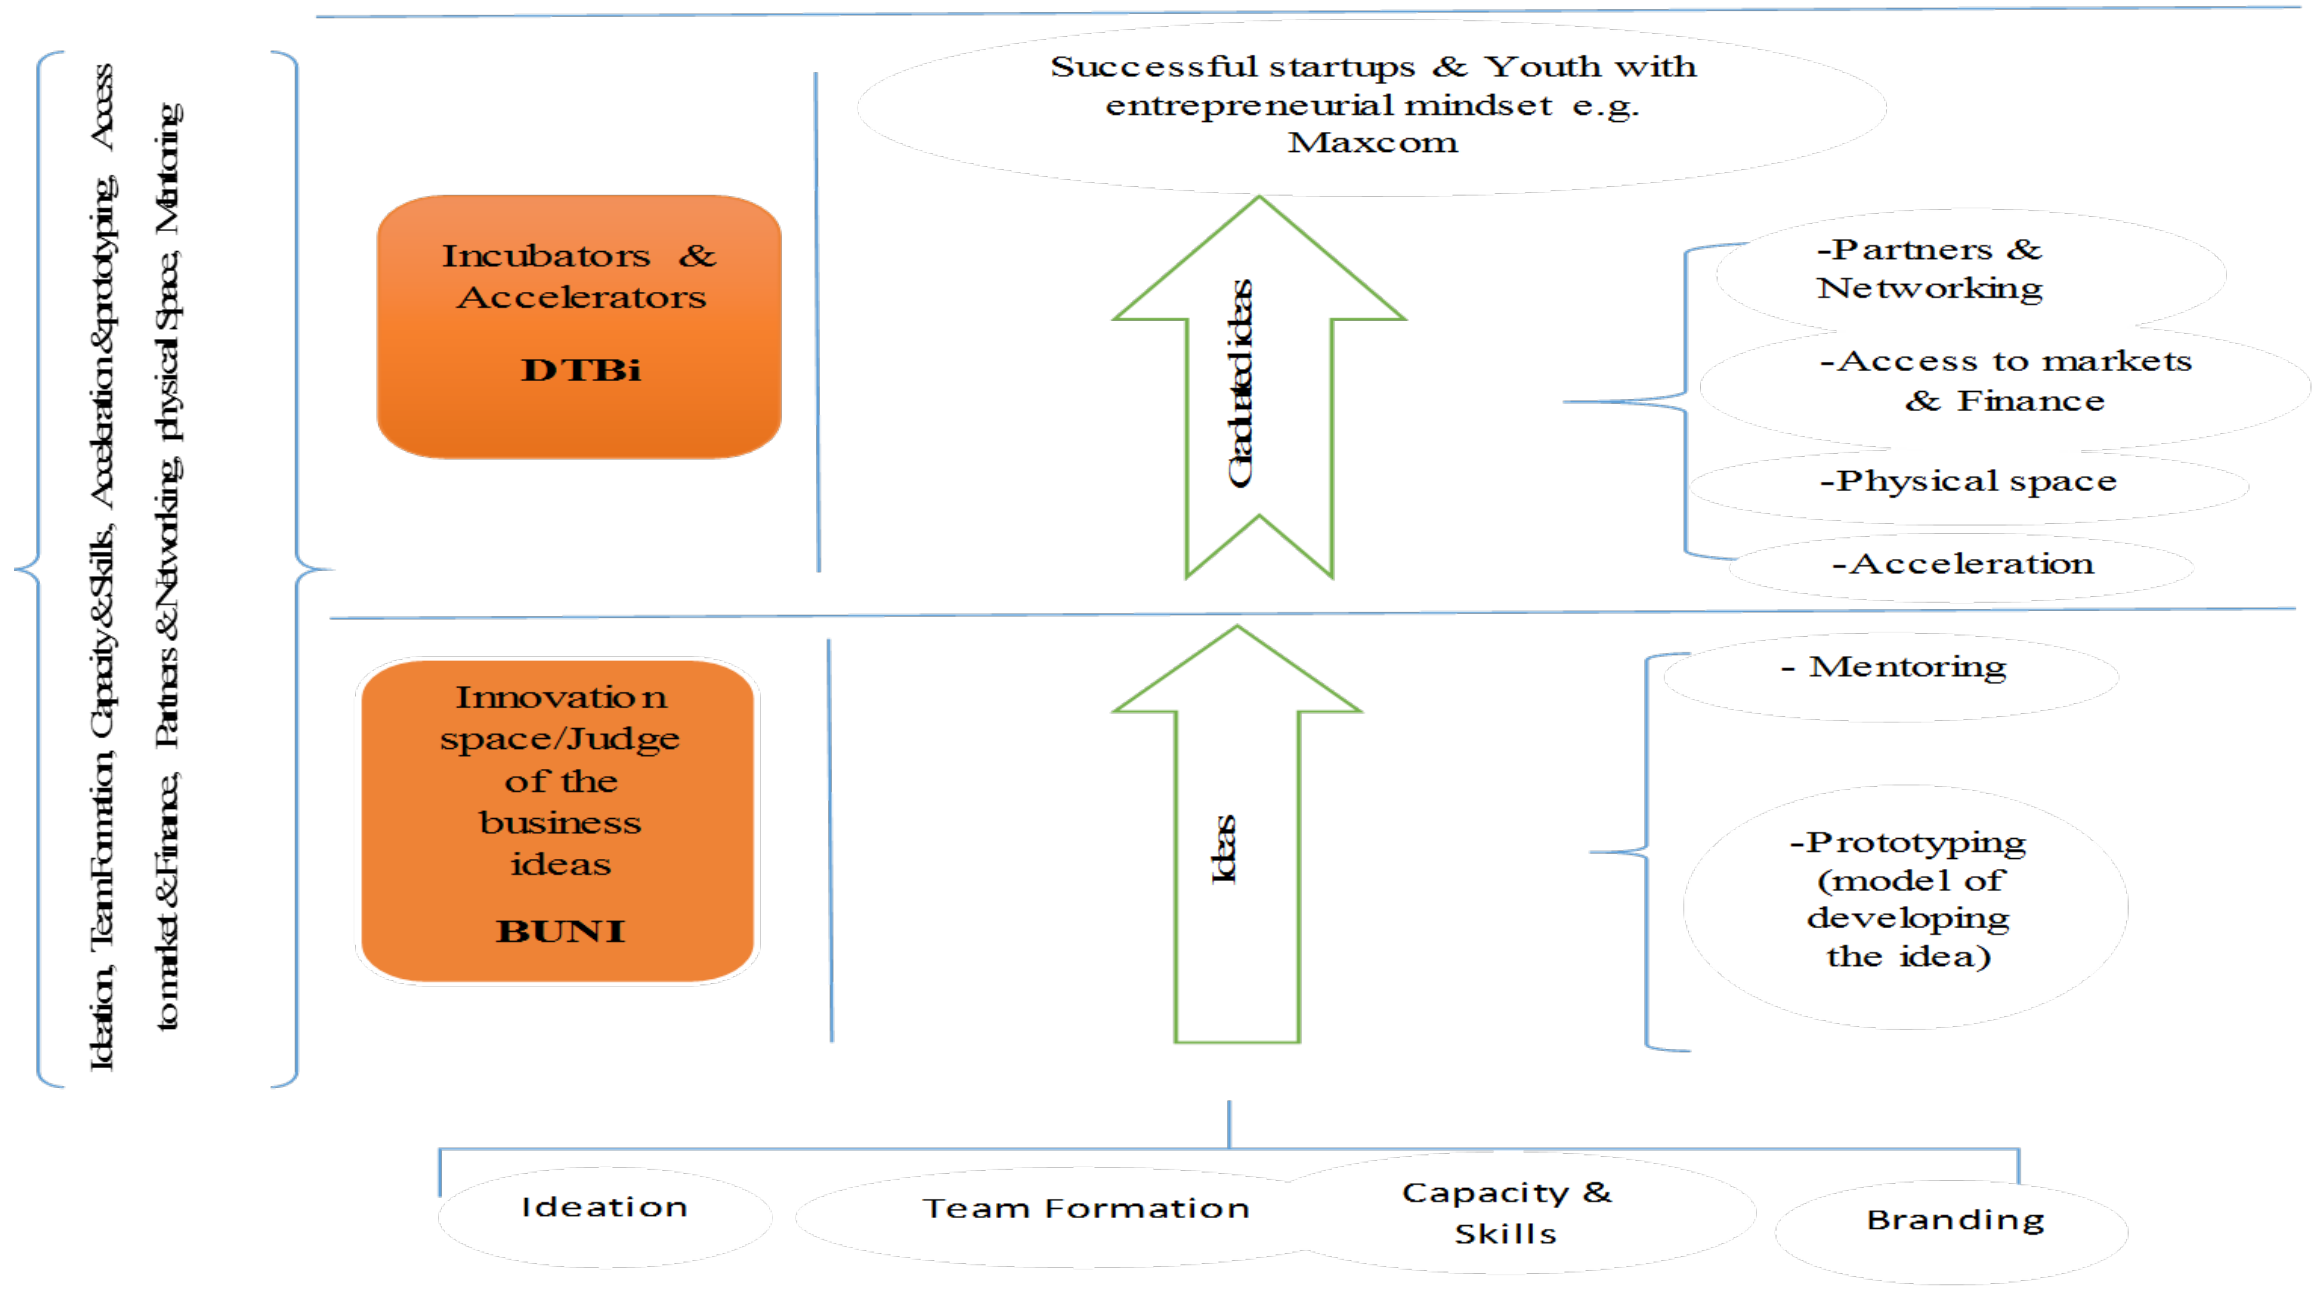 Successful startups & Youth with
entrepreneurial mindset e.g.
Maxcom
Ideation, Team Formation, Capacity & Skills, Acceleration & prototyping, Access
to market & Finance, Partners & Networking, physical Space, Mentoring
Incubators &
Accelerators
DTBi
Graduated ideas
-Partners &
Networking
-Access to markets
& Finance
-Physical space
-Acceleration
Innovation
space/Judge
of the
business
ideas
BUNI
Ideas
- Mentoring
-Prototyping
(model of
developing
the idea)
Ideation
Team Formation
Capacity &
Skills
Branding